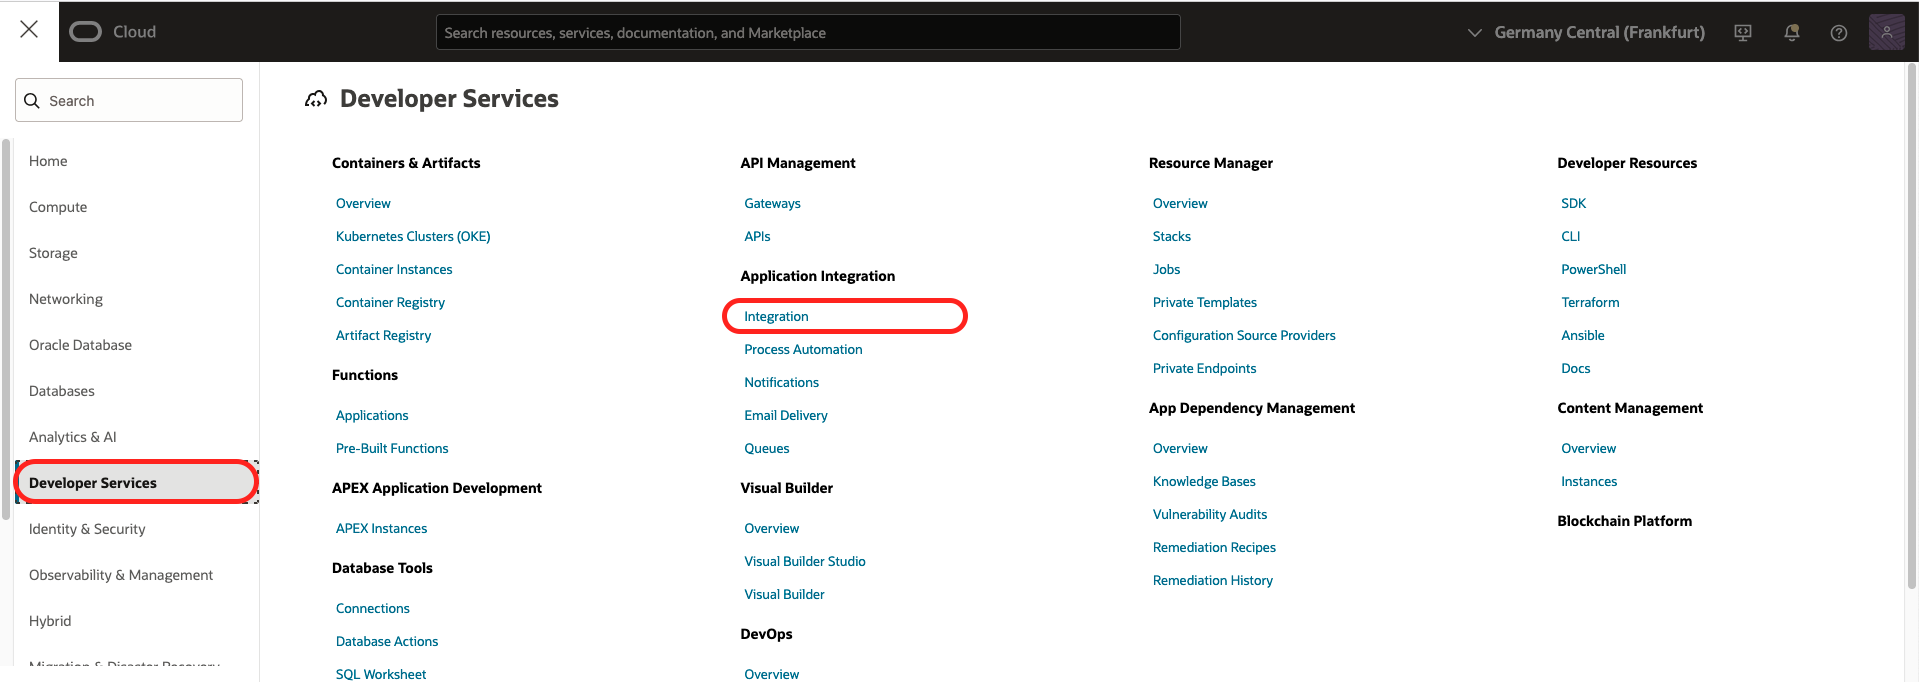 Cloud
Search resources, services, documentation, and Marketplace
Germany Central (Frankfurt)
Search
Home
Compute
Storage
Networking
Oracle Database
Databases
Analytics & AI
Developer Services
Identity & Security
Observability & Management
Hybrid
Migration & Disaster Recovery
Developer Services
Containers & Artifacts
Overview
Kubernetes Clusters (OKE)
Container Instances
Container Registry
Artifact Registry
Functions
Applications
Pre-Built Functions
APEX Application Development
APEX Instances
Database Tools
Connections
Database Actions
SQL Worksheet
API Management
Gateways
APIs
Application Integration
Integration
Process Automation
Notifications
Email Delivery
Queues
Visual Builder
Overview
Visual Builder Studio
Visual Builder
DevOps
Overview
Resource Manager
Overview
Stacks
Jobs
Private Templates
Configuration Source Providers
Private Endpoints
App Dependency Management
Overview
Knowledge Bases
Vulnerability Audits
Remediation Recipes
Remediation History
Developer Resources
SDK
CLI
PowerShell
Terraform
Ansible
Docs
Content Management
Overview
Instances
Blockchain Platform